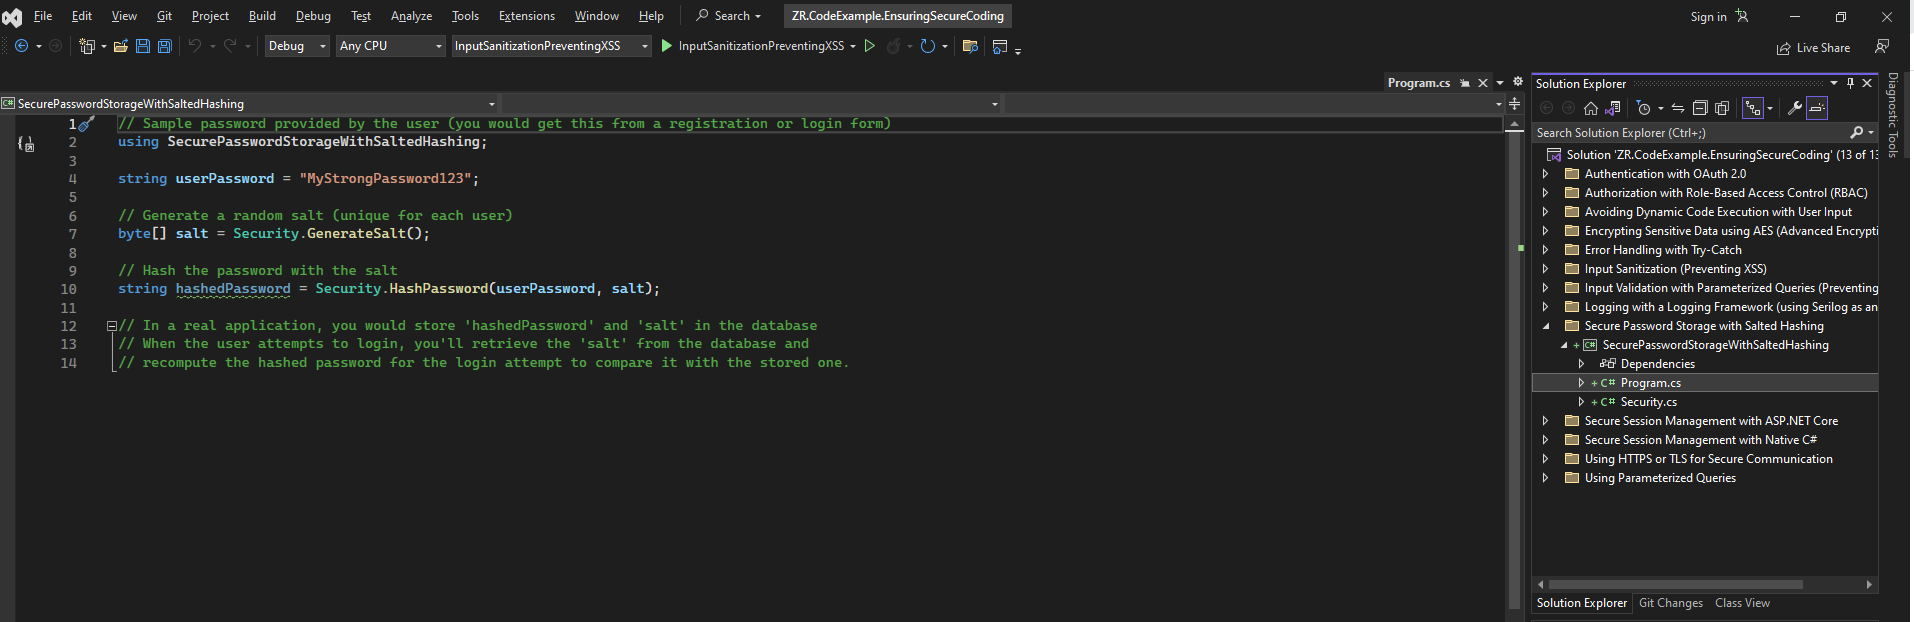 File Edit View Git Project Build Debug Test Analyze Tools Extensions Window Help Search ZR.CodeExample.EnsuringSecureCoding Sign in
Debug Any CPU InputSanitizationPreventingXSS InputSanitizationPreventingXSS Live Share
Program.cs
SecurePasswordStorageWithSaltedHashing
1 // Sample password provided by the user (you would get this from a registration or login form)
2 using SecurePasswordStorageWithSaltedHashing;
3
4 string userPassword = "MyStrongPassword123";
5
6 // Generate a random salt (unique for each user)
7 byte[] salt = Security.GenerateSalt();
8
9 // Hash the password with the salt
10 string hashedPassword = Security.HashPassword(userPassword, salt);
11
12 // In a real application, you would store 'hashedPassword' and 'salt' in the database
13 // When the user attempts to login, you'll retrieve the 'salt' from the database and
14 // recompute the hashed password for the login attempt to compare it with the stored one.
Solution Explorer
Search Solution Explorer (Ctrl+;)
Solution 'ZR.CodeExample.EnsuringSecureCoding' (13 of 13
Authentication with OAuth 2.0
Authorization with Role-Based Access Control (RBAC)
Avoiding Dynamic Code Execution with User Input
Encrypting Sensitive Data using AES (Advanced Encrypti
Error Handling with Try-Catch
Input Sanitization (Preventing XSS)
Input Validation with Parameterized Queries (Preventing
Logging with a Logging Framework (using Serilog as an
Secure Password Storage with Salted Hashing
+ C# SecurePasswordStorageWithSaltedHashing
Dependencies
+ C# Program.cs
+ C# Security.cs
Secure Session Management with ASP.NET Core
Secure Session Management with Native C#
Using HTTPS or TLS for Secure Communication
Using Parameterized Queries
Solution Explorer Git Changes Class View
Diagnostic Tools